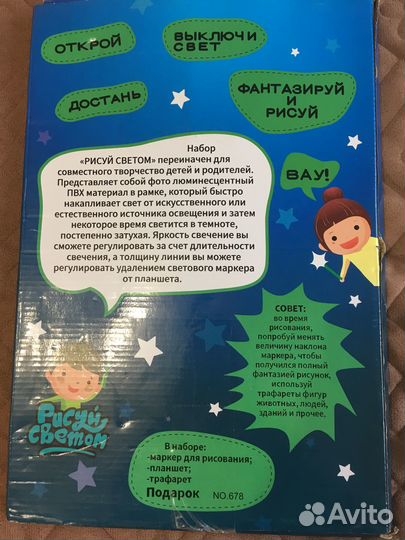 ОТКРОЙ
ВЫКЛЮЧИ
СВЕТ
ДОСТАНЬ
ФАНТАЗИРУЙ
И
РИСУЙ
Набор
«РИСУЙ СВЕТОМ» переиначен для
совместного творчество детей и родителей.
Представляет собой фото люминесцентный
ПВХ материал в рамке, который быстро
накапливает свет от искусственного или
естественного источника освещения и затем
некоторое время светится в темноте,
постепенно затухая. Яркость свечение вы
сможете регулировать за счет длительности
свечения, а толщину линии вы можете
регулировать удалением светового маркера
от планшета.
ВАУ!
СОВЕТ:
во время
рисования,
попробуй менять
величину наклона
маркера, чтобы
получился полный
фантазией рисунок,
используй
трафареты фигур
животных, людей,
зданий и прочее.
Рисуй
светом
В наборе:
-маркер для рисования;
-планшет;
-трафарет
Подарок NO.678
Avito